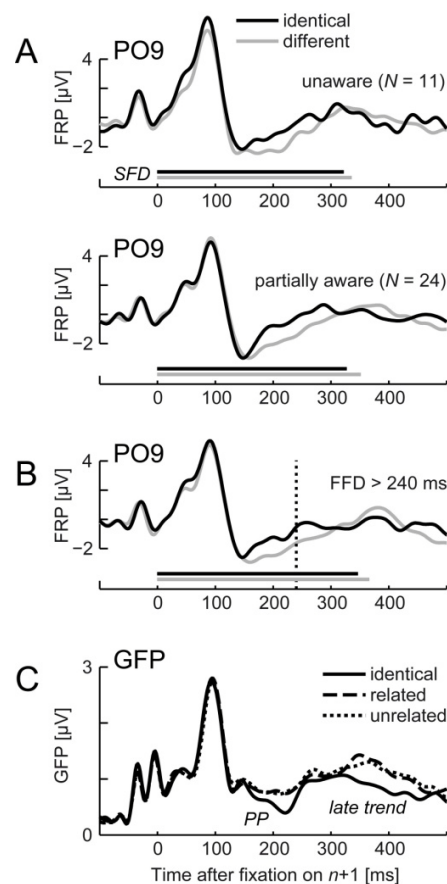 A
PO9
identical
different
unaware (N = 11)
FRP [µV]
4
−2
SFD
0 100 200 300 400
PO9
partially aware (N = 24)
FRP [µV]
4
−2
0 100 200 300 400
B
PO9
FFD > 240 ms
FRP [µV]
4
−2
0 100 200 300 400
C
GFP
identical
related
unrelated
GFP [µV]
3
0
PP
late trend
0 100 200 300 400
Time after fixation on n+1 [ms]